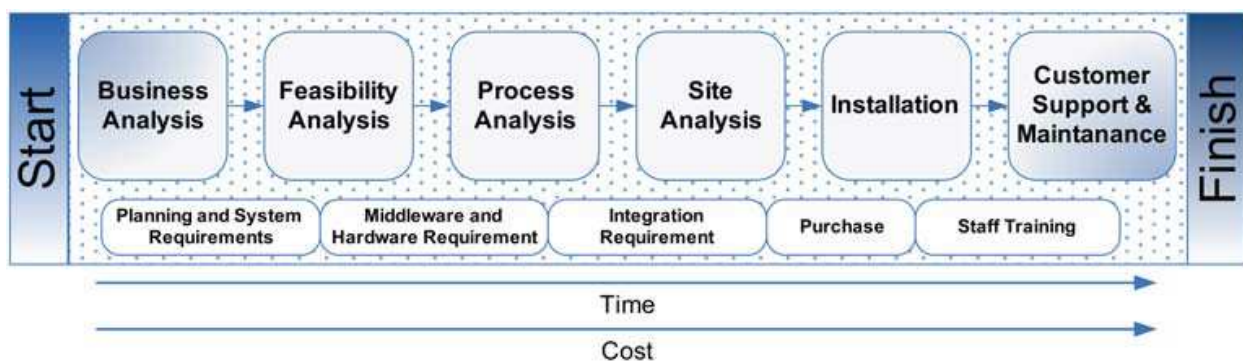 Start
Business
Analysis
Feasibility
Analysis
Process
Analysis
Site
Analysis
Installation
Customer
Support &
Maintanance
Finish
Planning and System
Requirements
Middleware and
Hardware Requirement
Integration
Requirement
Purchase
Staff Training
Time
Cost